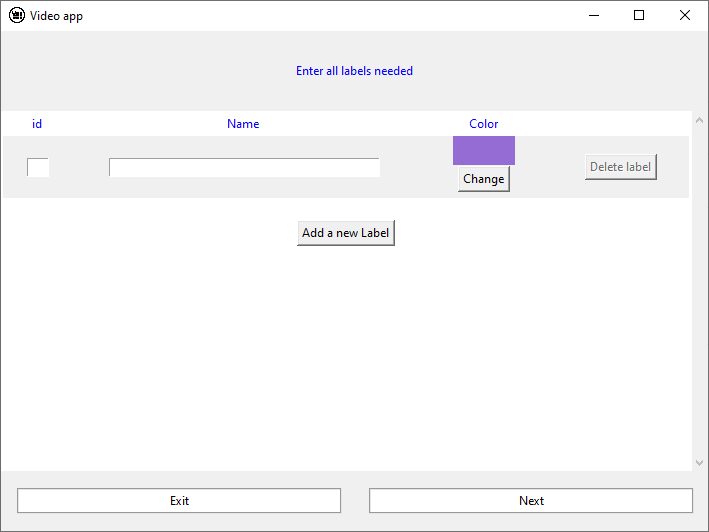 Video app
Enter all labels needed
id Name Color
Change Delete label
Add a new Label
Exit Next